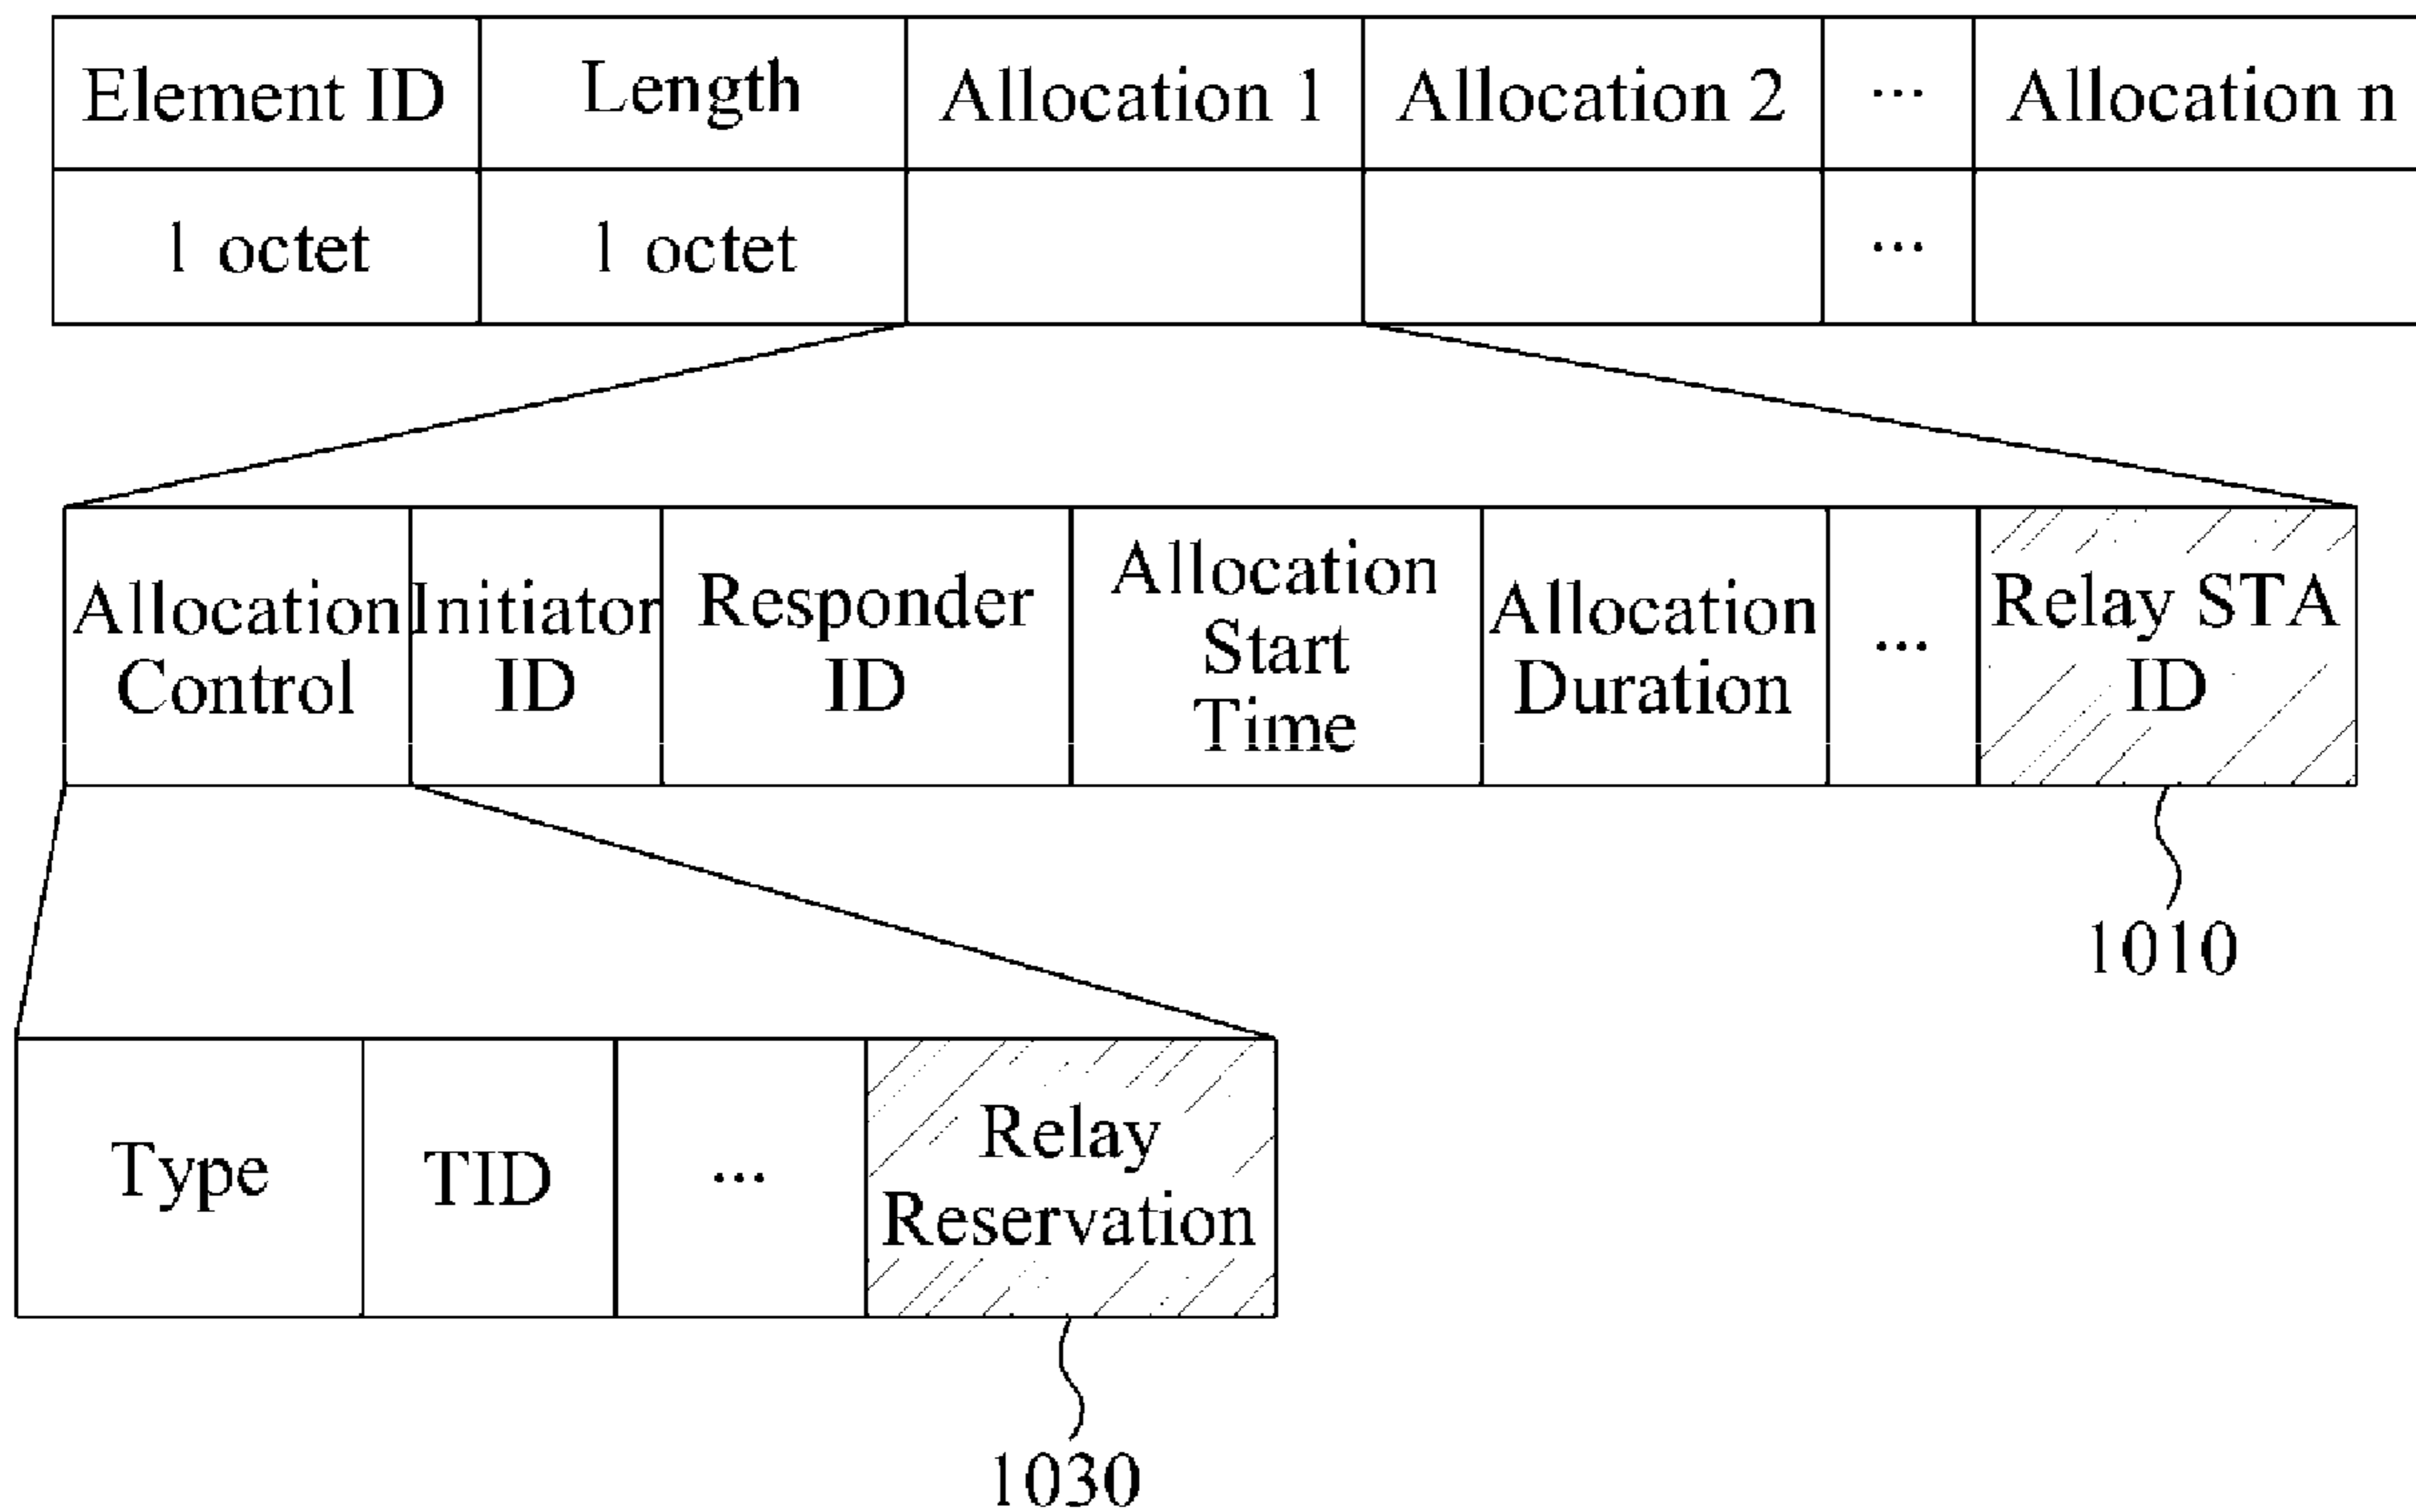 Element ID Length Allocation 1 Allocation 2 ... Allocation n
1 octet 1 octet ...
Allocation Control
Initiator ID
Responder ID
Allocation Start Time
Allocation Duration
...
Relay STA ID
1010
Type
TID
...
Relay Reservation
1030